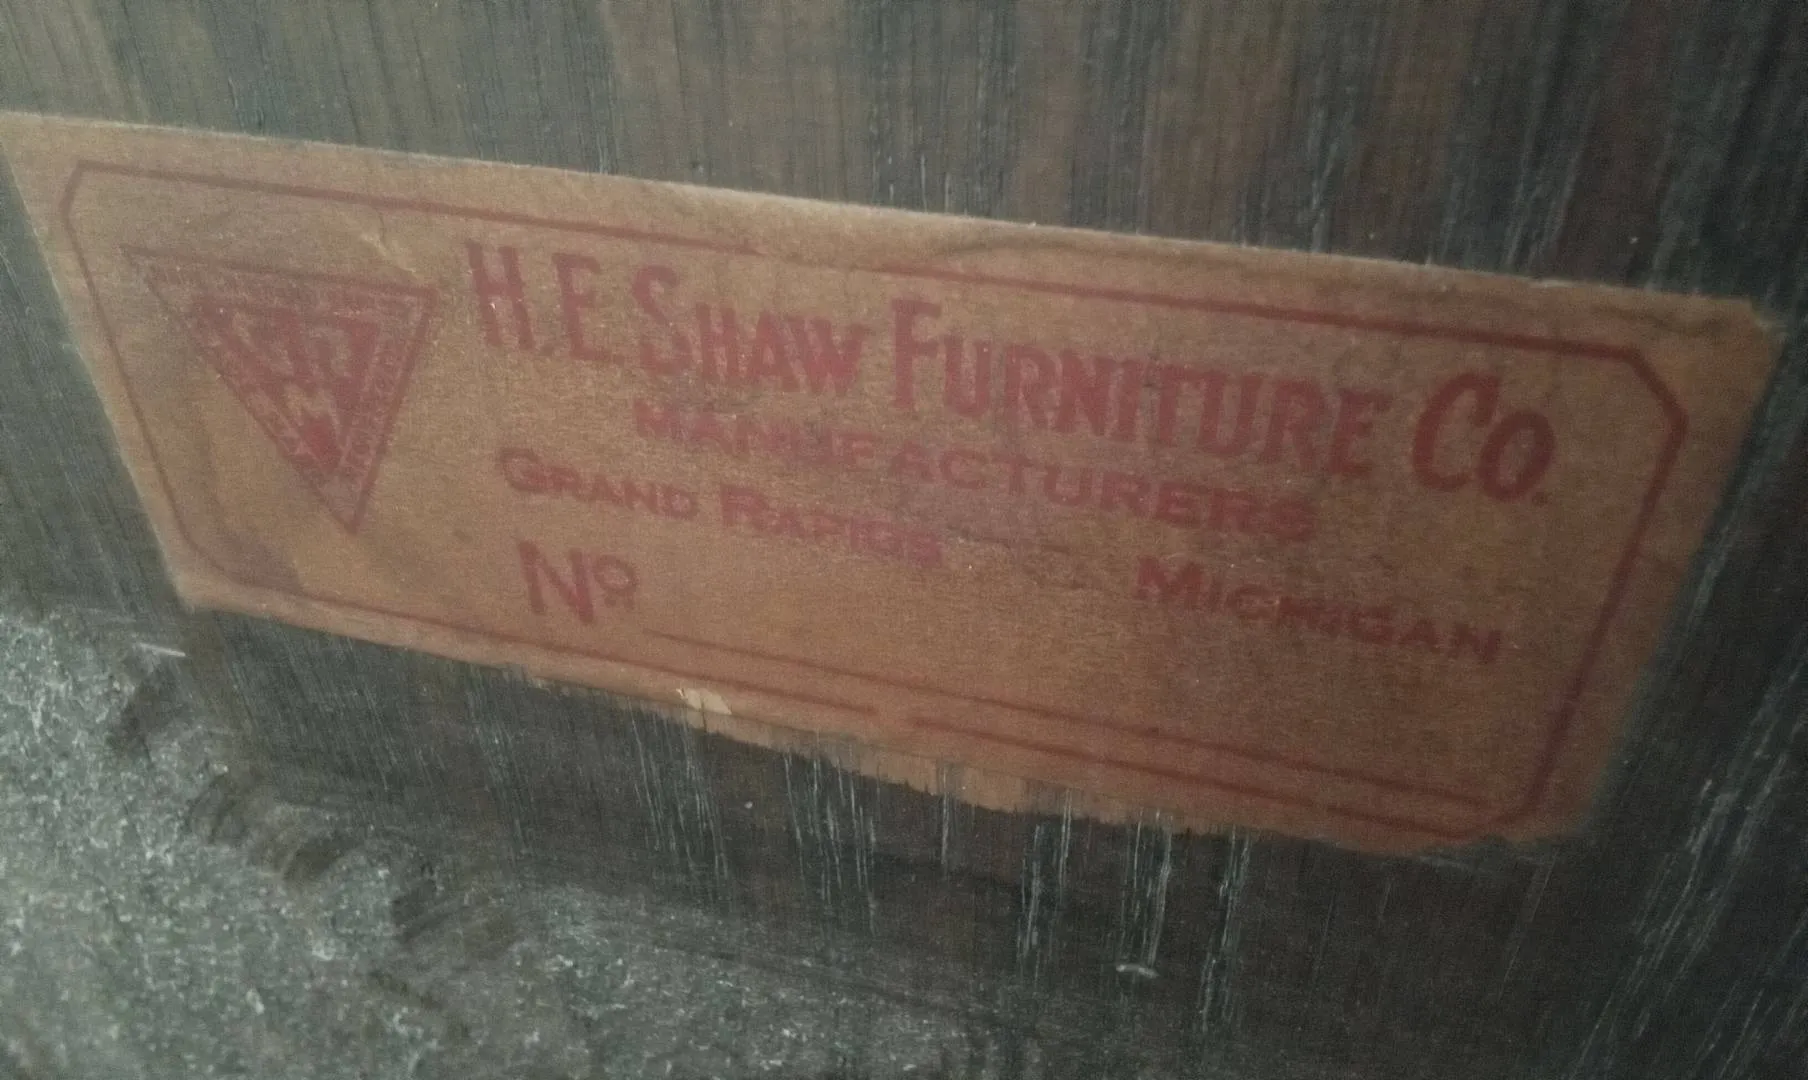 H.E. SHAW FURNITURE CO.
MANUFACTURERS
GRAND RAPIDS MICHIGAN
No